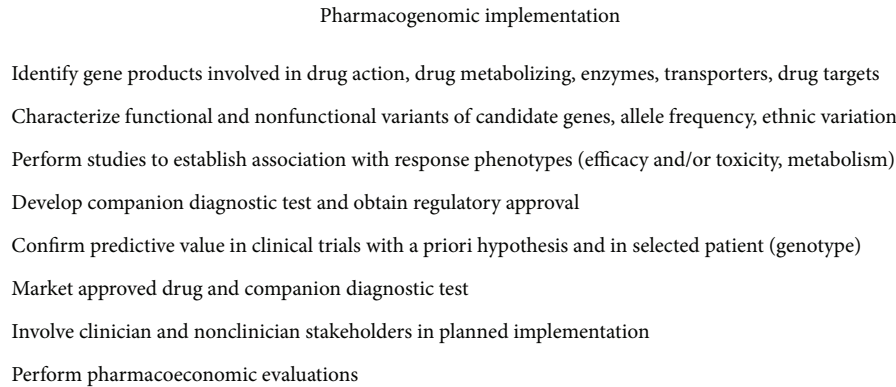 Pharmacogenomic implementation
Identify gene products involved in drug action, drug metabolizing, enzymes, transporters, drug targets
Characterize functional and nonfunctional variants of candidate genes, allele frequency, ethnic variation
Perform studies to establish association with response phenotypes (efficacy and/or toxicity, metabolism)
Develop companion diagnostic test and obtain regulatory approval
Confirm predictive value in clinical trials with a priori hypothesis and in selected patient (genotype)
Market approved drug and companion diagnostic test
Involve clinician and nonclinician stakeholders in planned implementation
Perform pharmacoeconomic evaluations